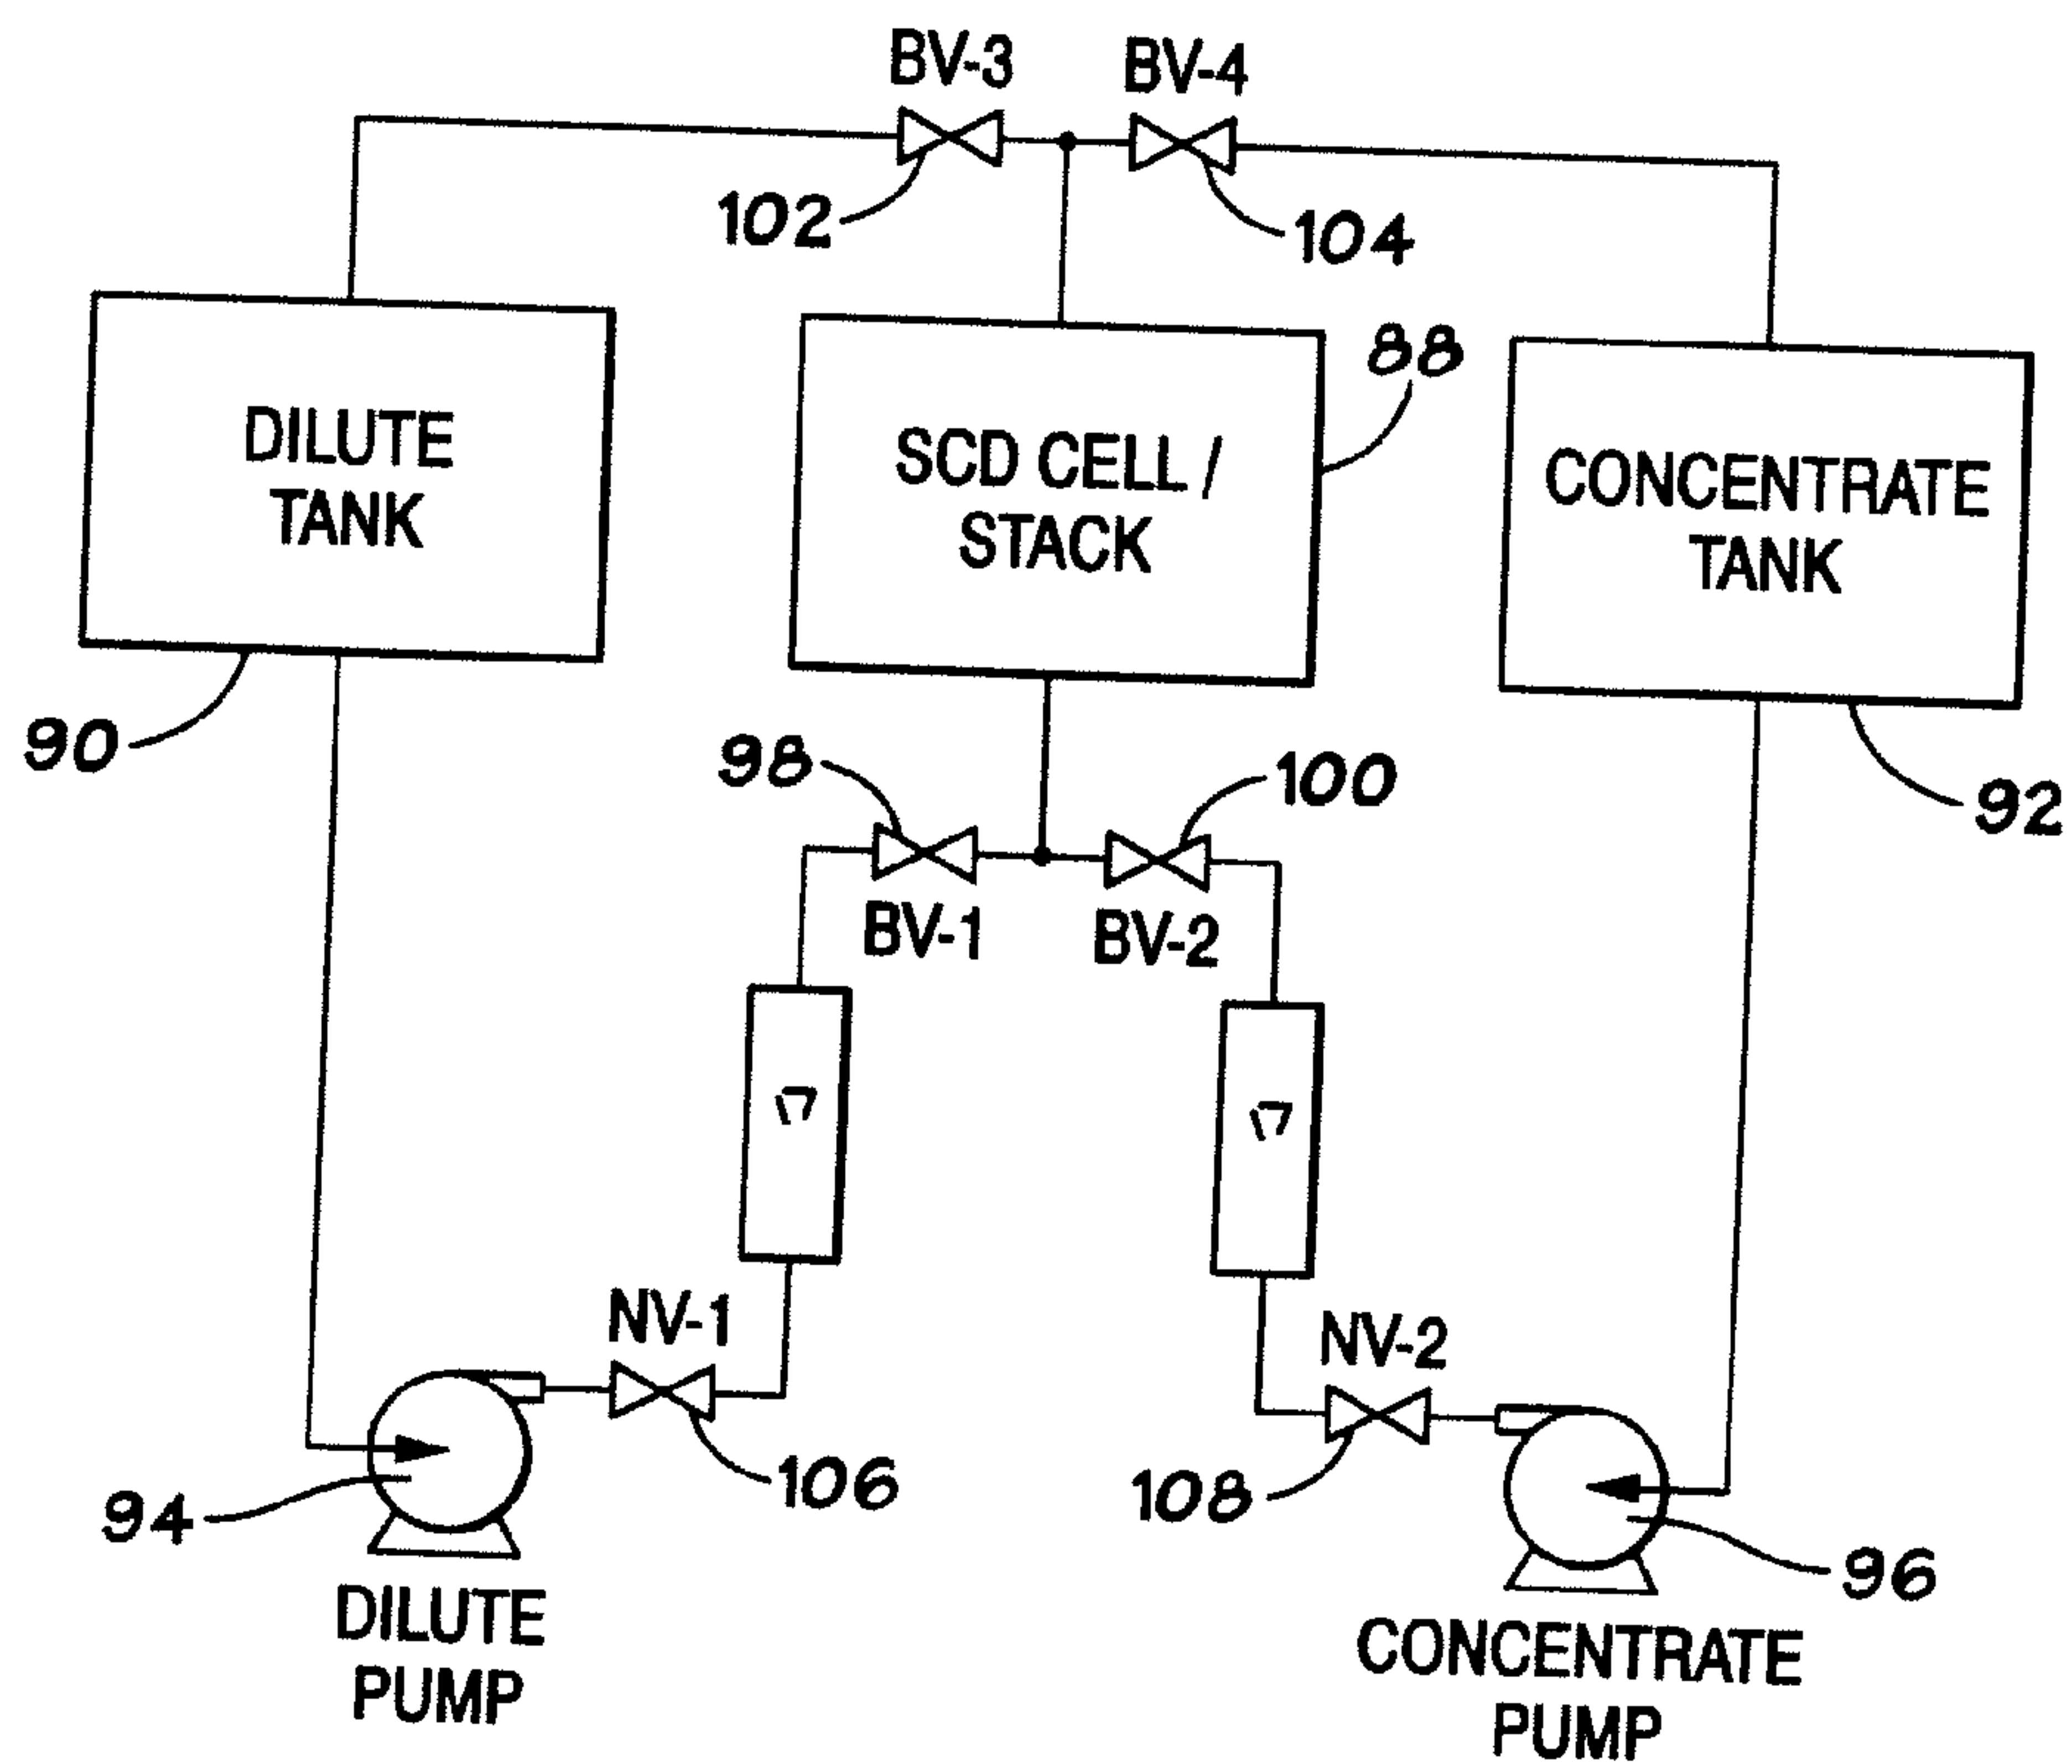 BV-3
BV-4
102
104
DILUTE
TANK
SCD CELL /
STACK
88
CONCENTRATE
TANK
90
98
100
92
BV-1
BV-2
NV-1
NV-2
106
108
94
96
DILUTE
PUMP
CONCENTRATE
PUMP